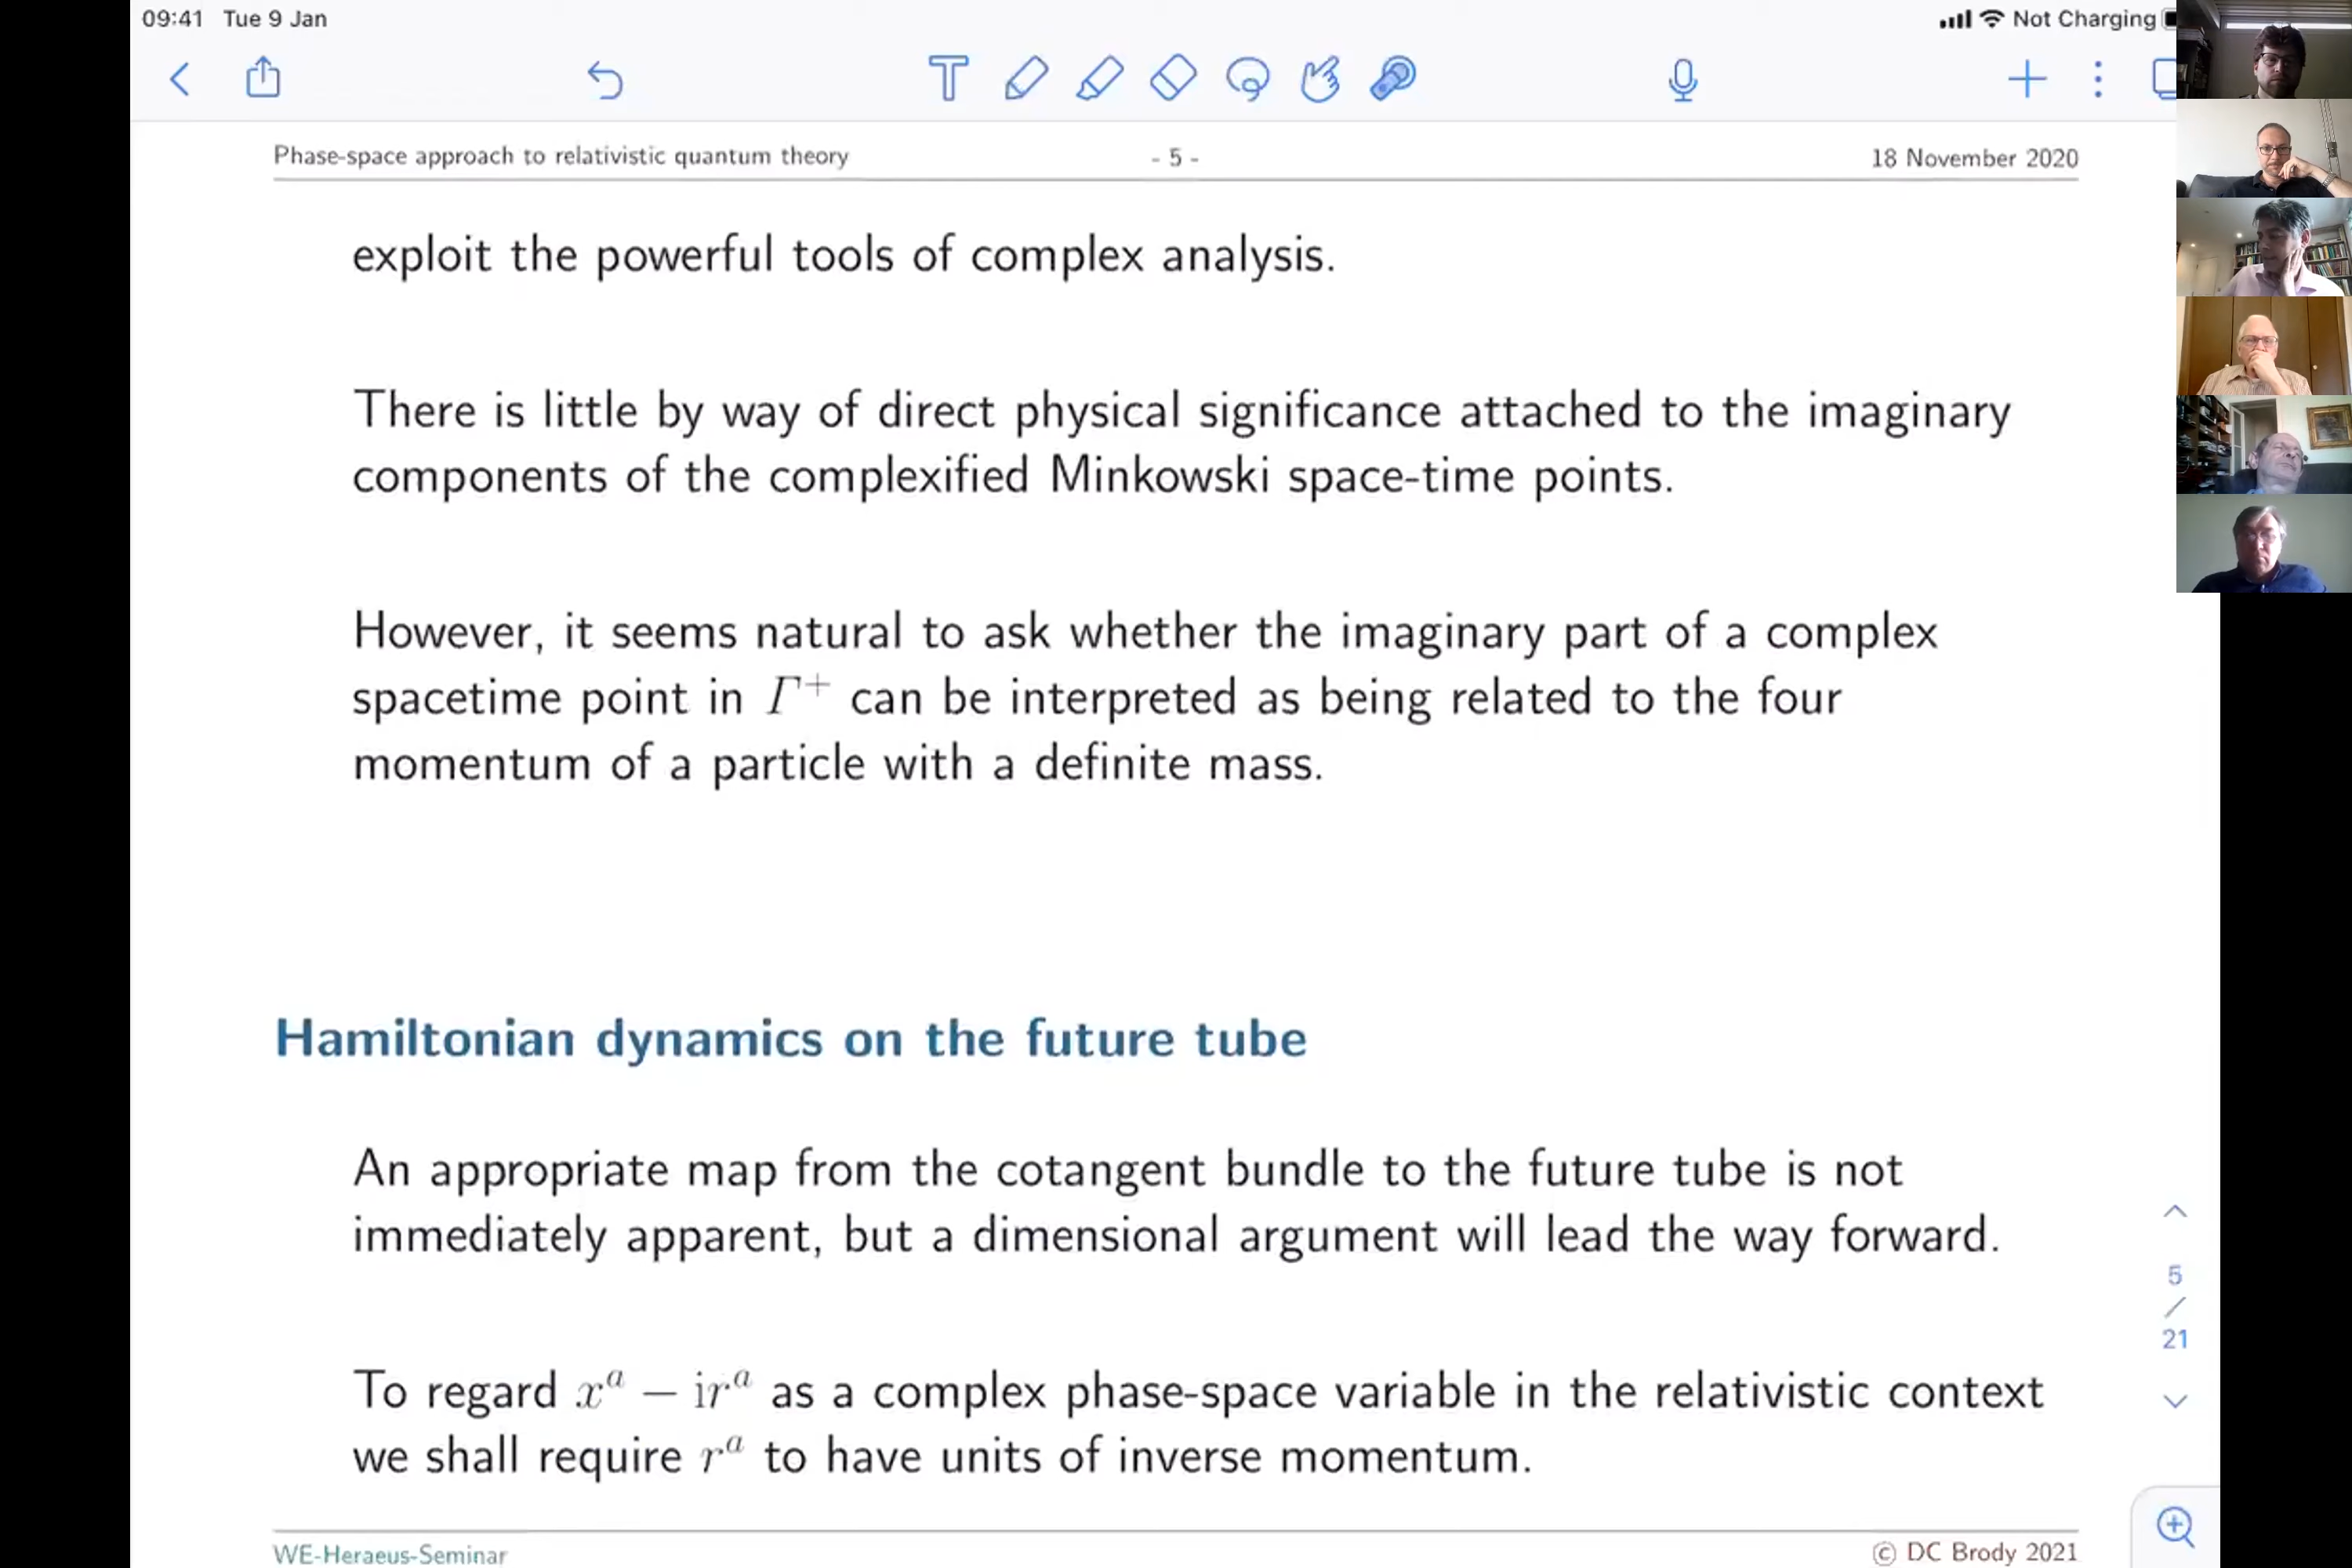 09:41 Tue 9 Jan
Not Charging
Phase-space approach to relativistic quantum theory - 5 - 18 November 2020
exploit the powerful tools of complex analysis.
There is little by way of direct physical significance attached to the imaginary
components of the complexified Minkowski space-time points.
However, it seems natural to ask whether the imaginary part of a complex
spacetime point in Γ⁺ can be interpreted as being related to the four
momentum of a particle with a definite mass.
Hamiltonian dynamics on the future tube
An appropriate map from the cotangent bundle to the future tube is not
immediately apparent, but a dimensional argument will lead the way forward.
To regard xᵃ − irᵃ as a complex phase-space variable in the relativistic context
we shall require rᵃ to have units of inverse momentum.
5
/
21
WE-Heraeus-Seminar © DC Brody 2021